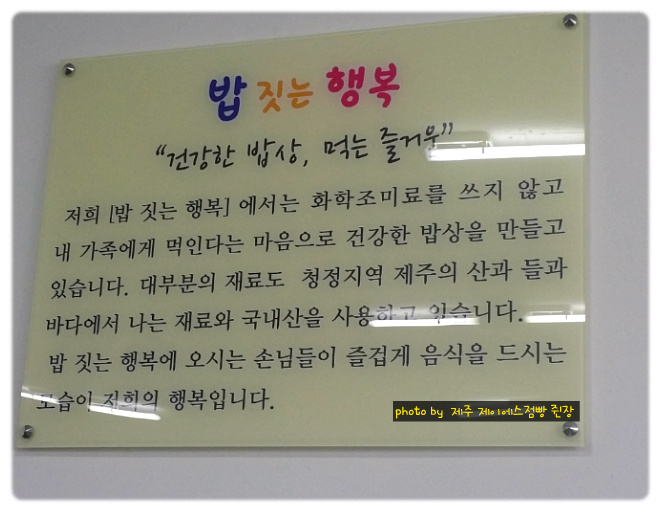 밥 짓는 행복
“건강한 밥상, 먹는 즐거움”
저희 [밥 짓는 행복] 에서는 화학조미료를 쓰지 않고
내 가족에게 먹인다는 마음으로 건강한 밥상을 만들고
있습니다. 대부분의 재료도 청정지역 제주의 산과 들과
바다에서 나는 재료와 국내산을 사용하고 있습니다.
밥 짓는 행복에 오시는 손님들이 즐겁게 음식을 드시는
모습이 저희의 행복입니다.
photo by 제주 제이에스점빵 쥔장